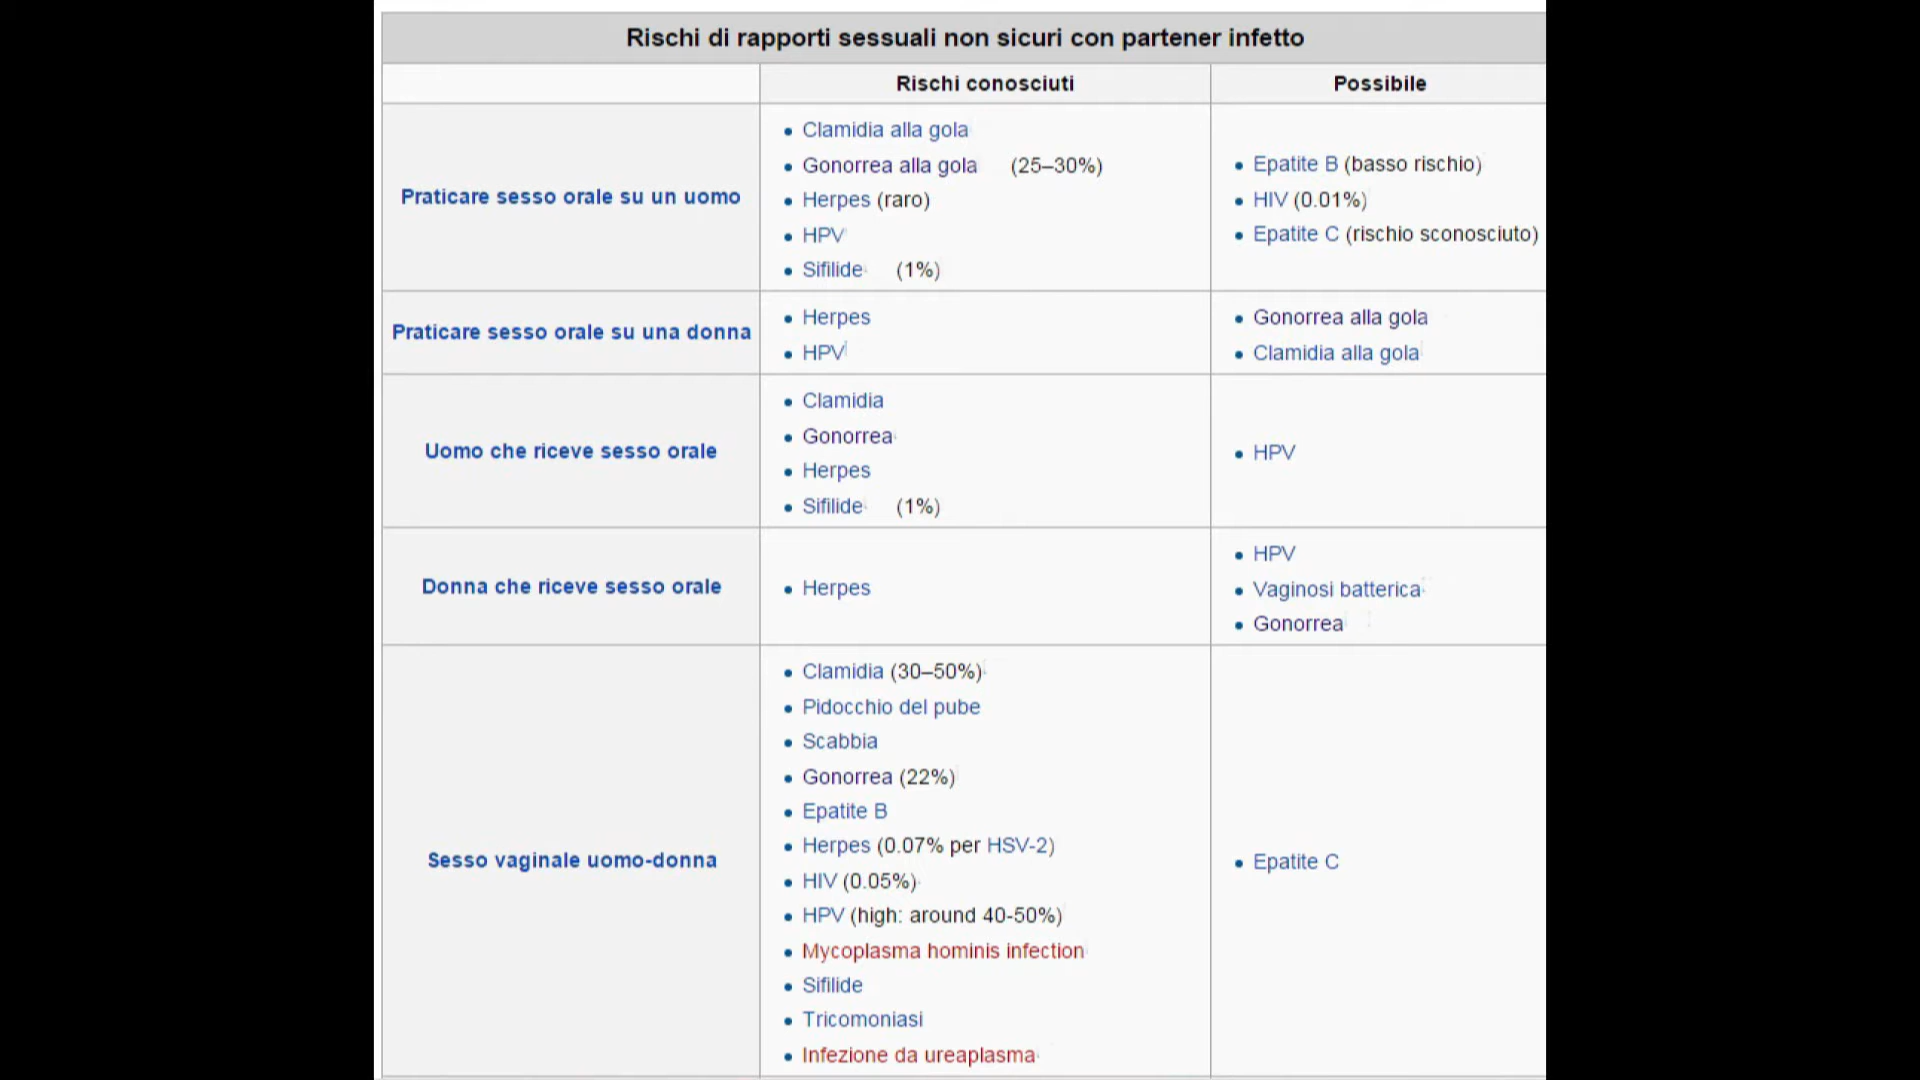 Rischi di rapporti sessuali non sicuri con partener infetto
Rischi conosciuti
Possibile
Praticare sesso orale su un uomo
Clamidia alla gola
Gonorrea alla gola (25–30%)
Herpes (raro)
HPV
Sifilide (1%)
Epatite B (basso rischio)
HIV (0.01%)
Epatite C (rischio sconosciuto)
Praticare sesso orale su una donna
Herpes
HPV
Gonorrea alla gola
Clamidia alla gola
Uomo che riceve sesso orale
Clamidia
Gonorrea
Herpes
Sifilide (1%)
HPV
Donna che riceve sesso orale
Herpes
HPV
Vaginosi batterica
Gonorrea
Sesso vaginale uomo-donna
Clamidia (30–50%)
Pidocchio del pube
Scabbia
Gonorrea (22%)
Epatite B
Herpes (0.07% per HSV-2)
HIV (0.05%)
HPV (high: around 40-50%)
Mycoplasma hominis infection
Sifilide
Tricomoniasi
Infezione da ureaplasma
Epatite C